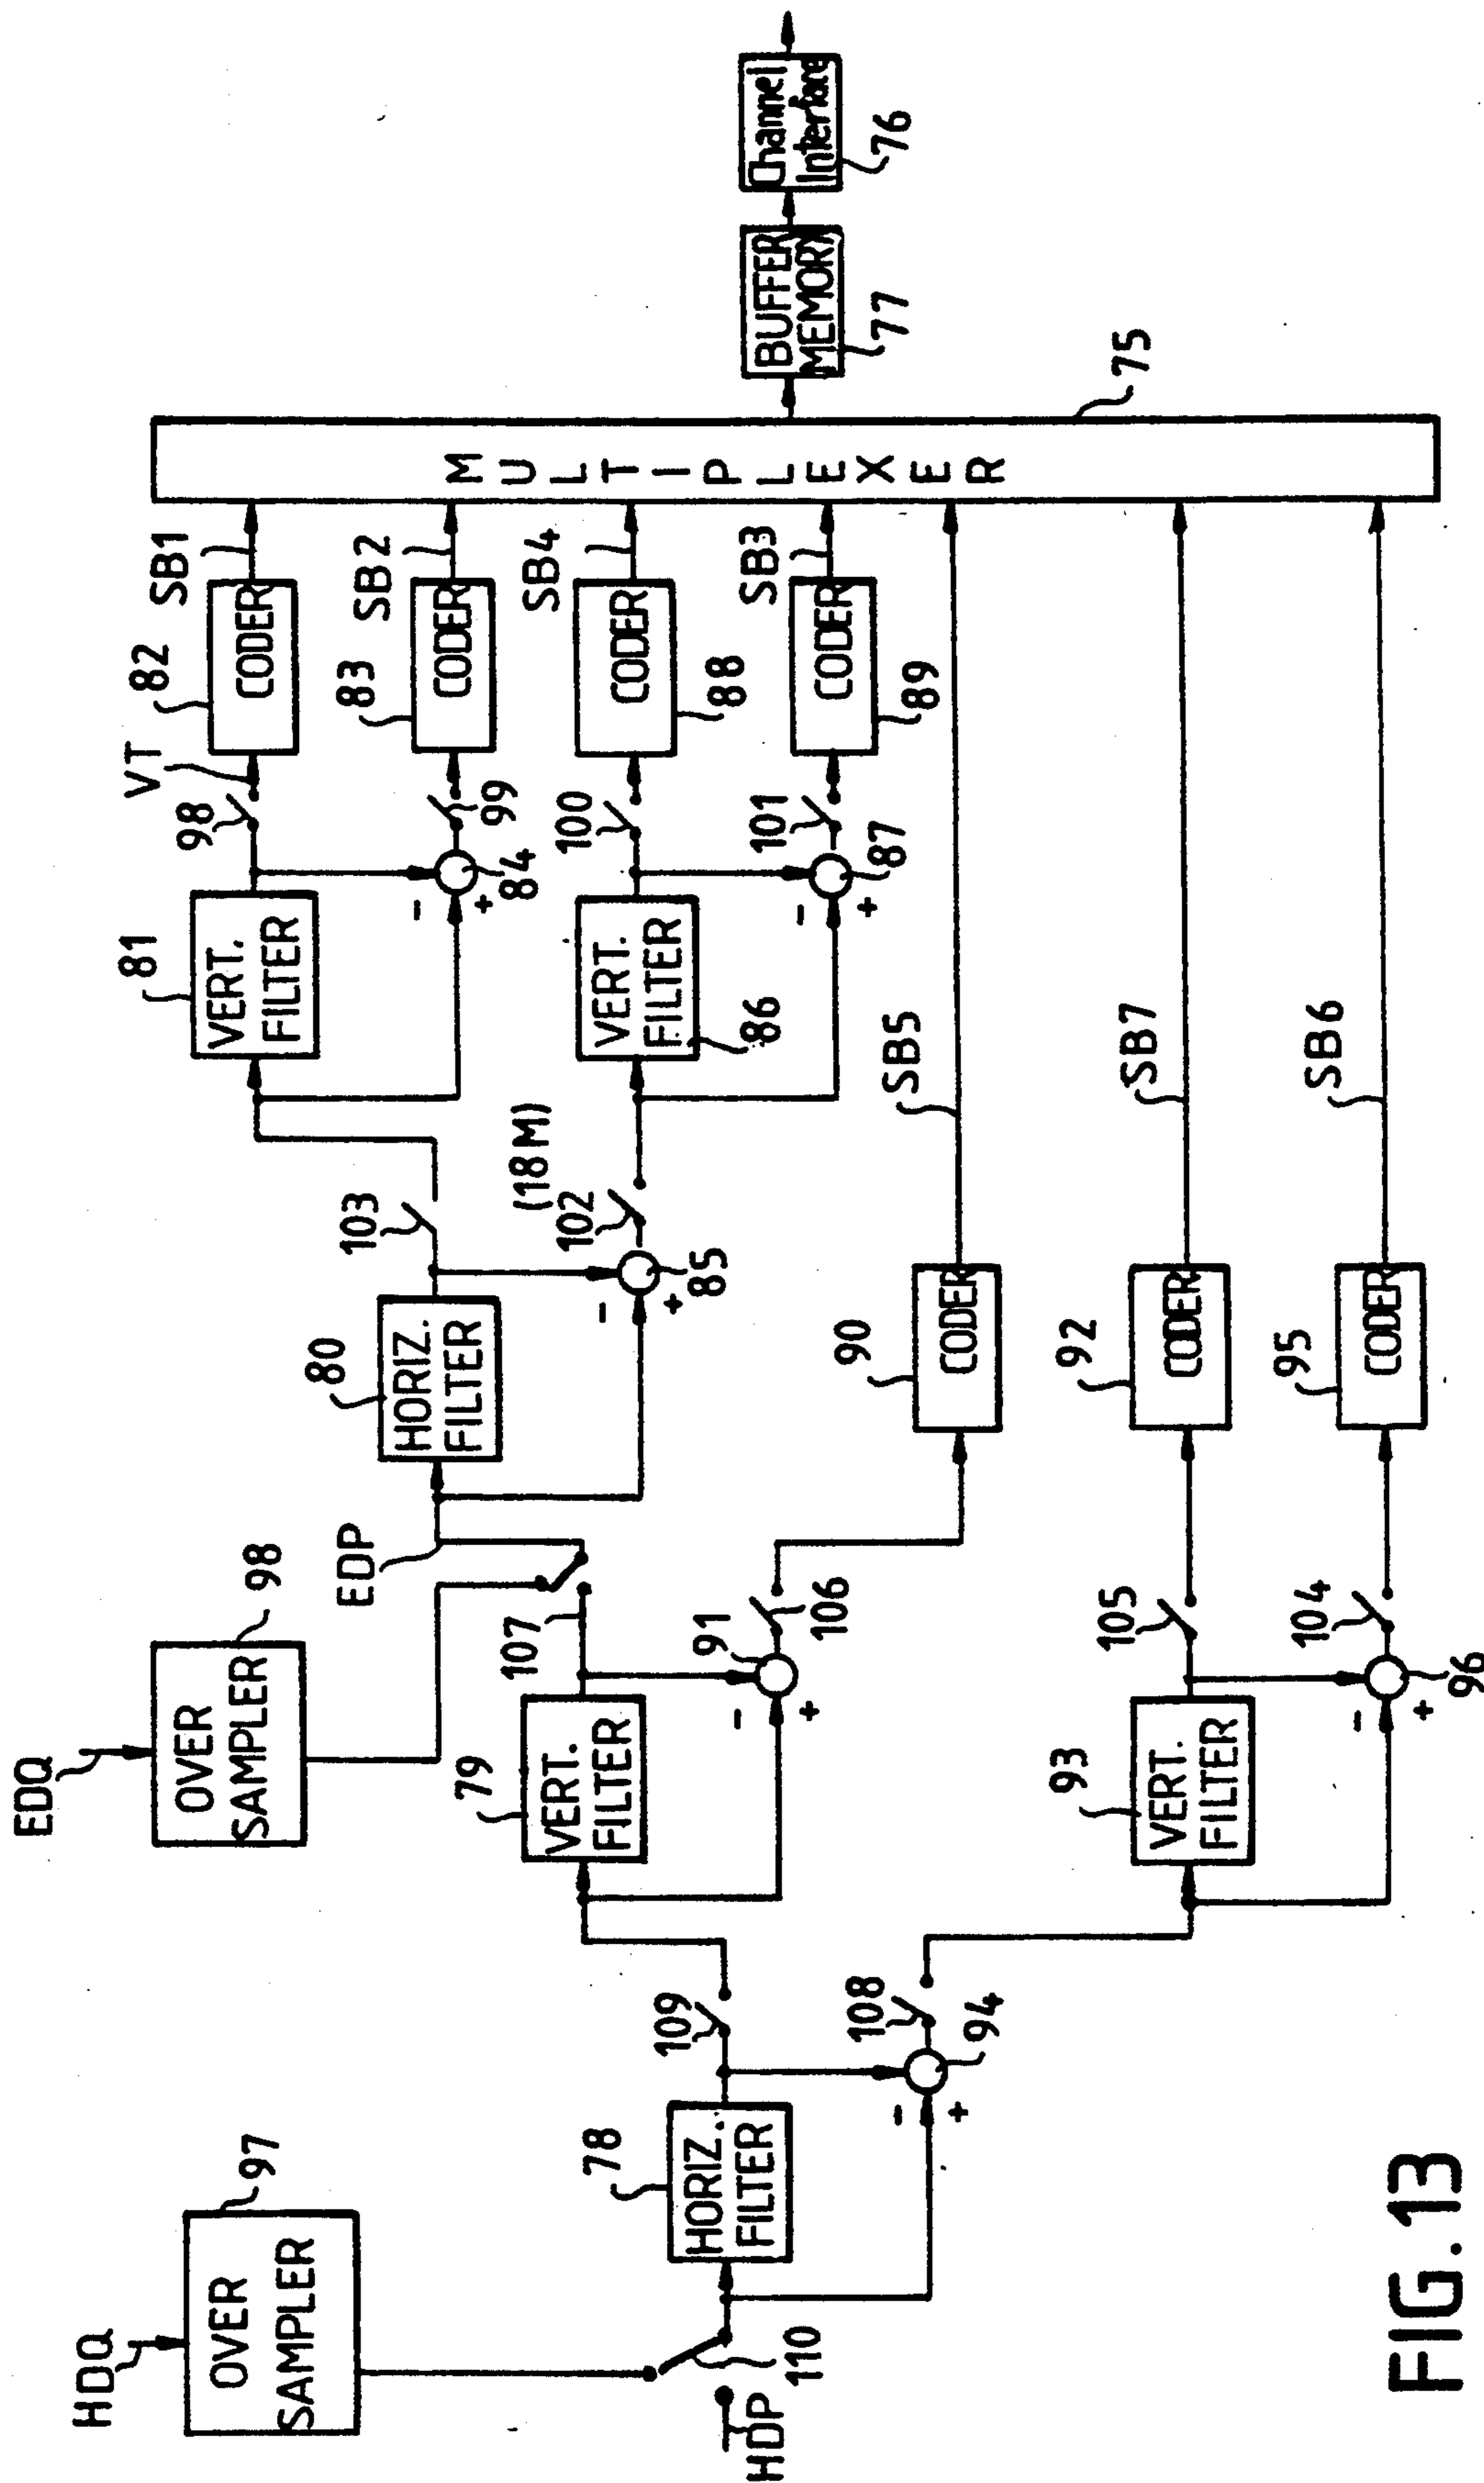 HDQ
97
OVER
SAMPLER
HDP
110
78
HORIZ.
FILTER
109
-
+
94
108
EDQ
98
OVER
SAMPLER
79
VERT.
FILTER
107
EDP
-
+
91
106
93
VERT.
FILTER
105
-
+
96
104
80
HORIZ.
FILTER
103
-
+
85
102
(18M)
90
CODER
SB5
92
CODER
SB7
95
CODER
SB6
81
VERT.
FILTER
98
VT
-
+
84
99
VERT.
FILTER
86
100
-
+
87
101
82
CODER
SB1
83
CODER
SB2
CODER
88
SB4
CODER
89
SB3
MULTIPLEXER
75
BUFFER
MEMORY
77
Channel
Interface
76
FIG.13